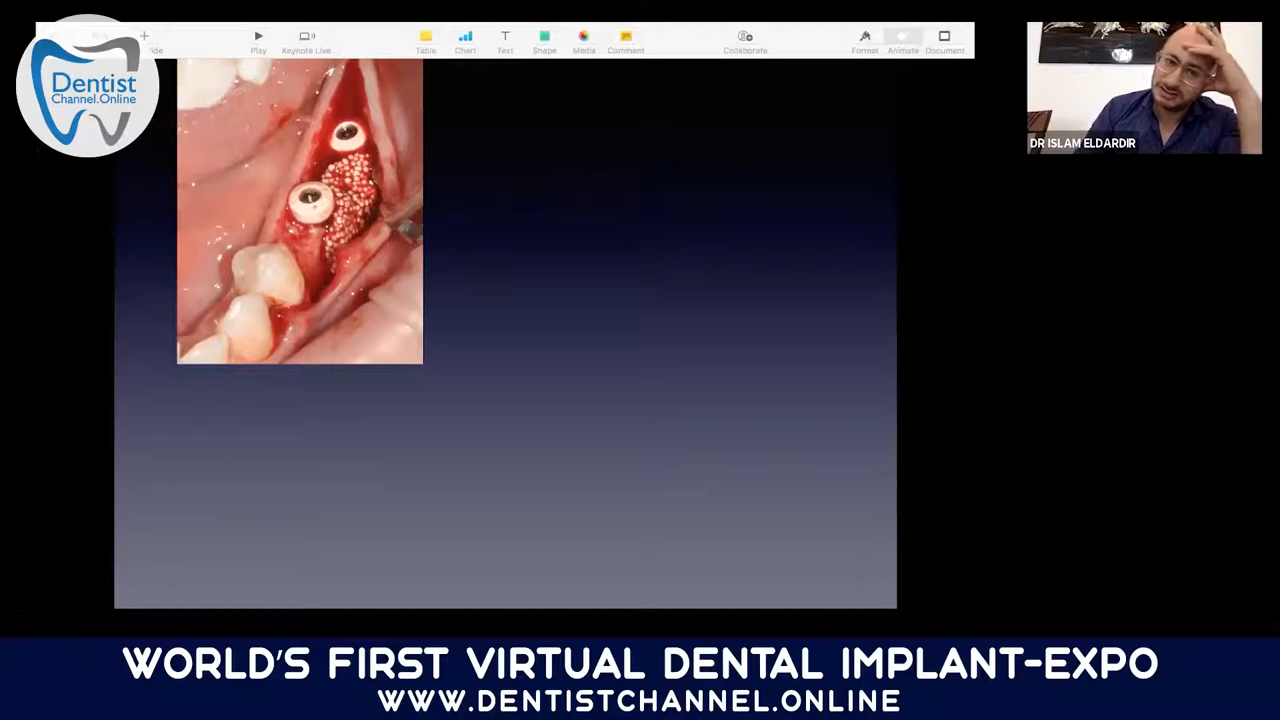 Dentist
Channel.Online
Play
Keynote Live
Table
Chart
Text
Shape
Media
Comment
Collaborate
Format
Animate
Document
DR ISLAM ELDARDIR
WORLD'S FIRST VIRTUAL DENTAL IMPLANT-EXPO
WWW.DENTISTCHANNEL.ONLINE